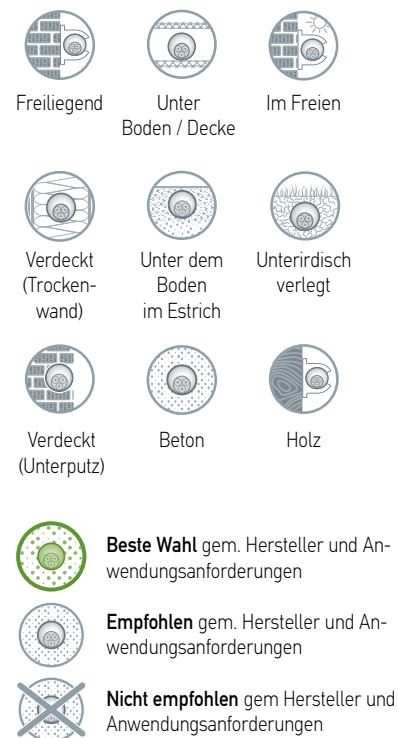 Freiliegend
Unter
Boden / Decke
Im Freien
Verdeckt
(Trocken-
wand)
Unter dem
Boden
im Estrich
Unterirdisch
verlegt
Verdeckt
(Unterputz)
Beton
Holz
Beste Wahl gem. Hersteller und An-
wendungsanforderungen
Empfohlen gem. Hersteller und An-
wendungsanforderungen
Nicht empfohlen gem Hersteller und
Anwendungsanforderungen